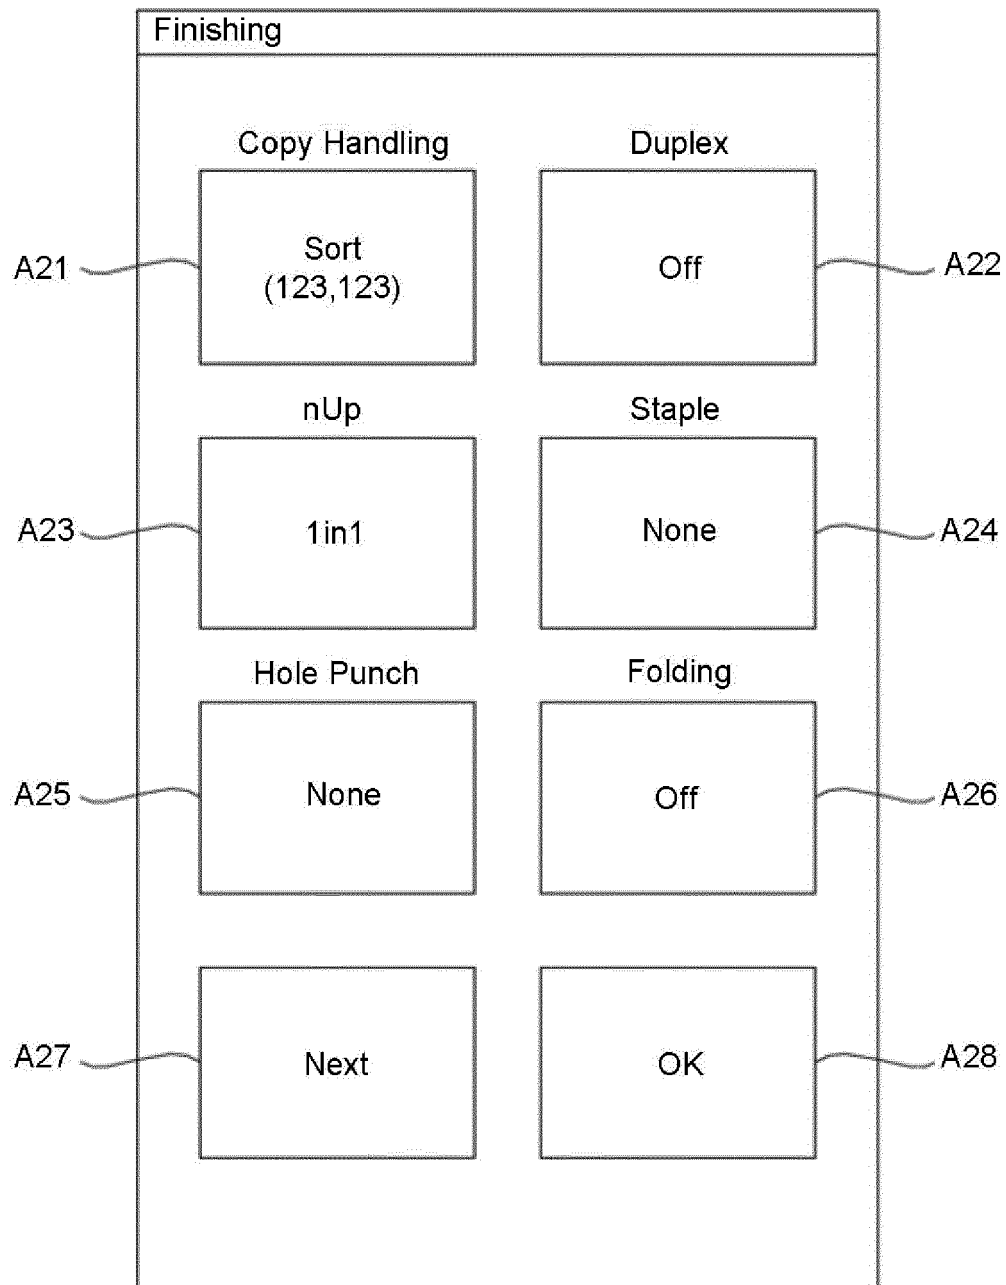 Finishing
Copy Handling
Duplex
A21
Sort
(123,123)
Off
A22
nUp
Staple
A23
1in1
None
A24
Hole Punch
Folding
A25
None
Off
A26
A27
Next
OK
A28